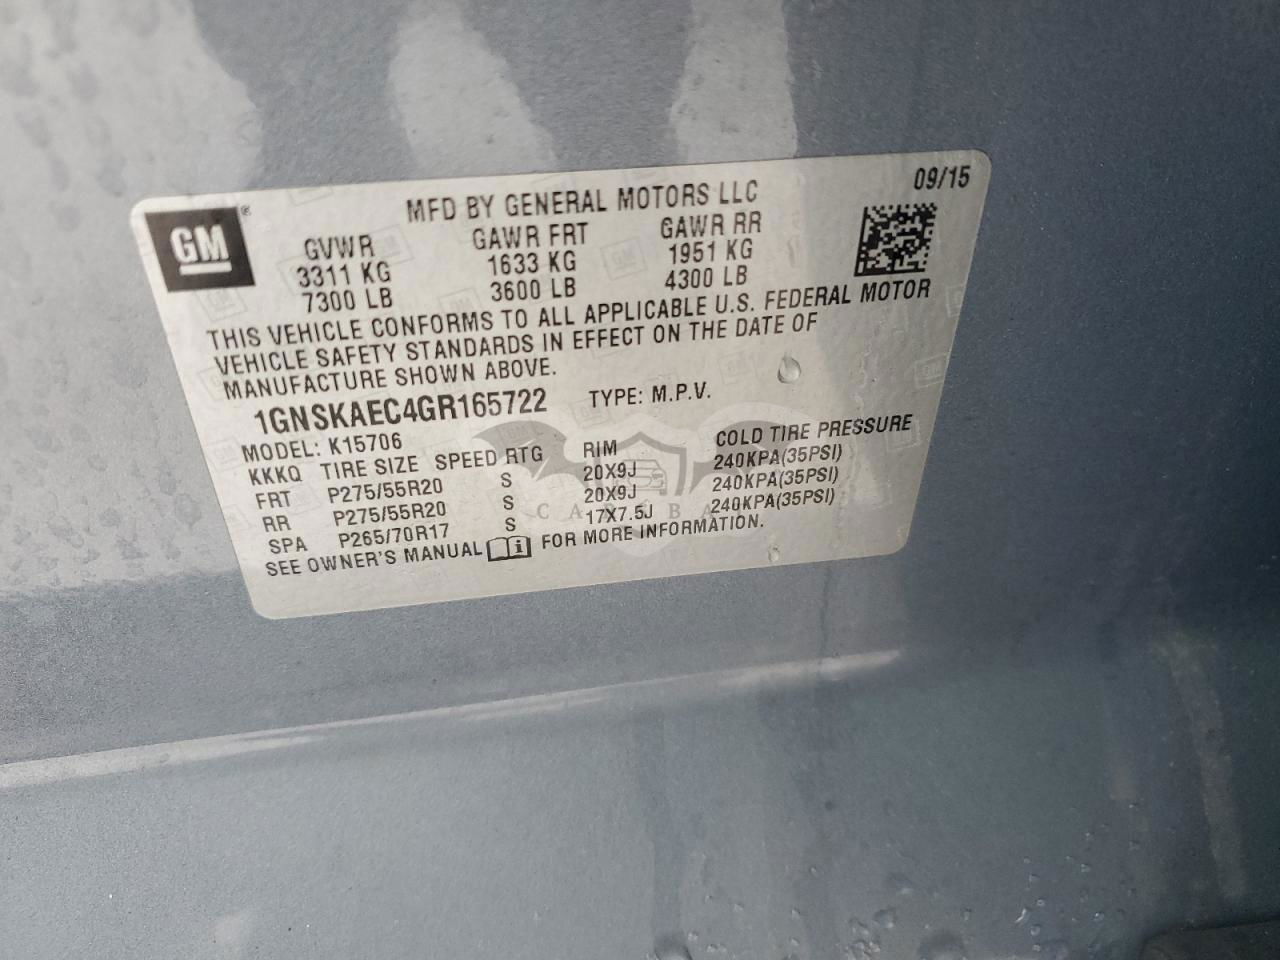 GM ®
MFD BY GENERAL MOTORS LLC
09/15
GVWR GAWR FRT GAWR RR
3311 KG 1633 KG 1951 KG
7300 LB 3600 LB 4300 LB
THIS VEHICLE CONFORMS TO ALL APPLICABLE U.S. FEDERAL MOTOR
VEHICLE SAFETY STANDARDS IN EFFECT ON THE DATE OF
MANUFACTURE SHOWN ABOVE.
1GNSKAEC4GR165722 TYPE: M.P.V.
MODEL: K15706
KKKQ TIRE SIZE SPEED RTG RIM COLD TIRE PRESSURE
FRT P275/55R20 S 20X9J 240KPA(35PSI)
RR P275/55R20 S 20X9J 240KPA(35PSI)
SPA P265/70R17 S 17X7.5J 240KPA(35PSI)
SEE OWNER'S MANUAL i FOR MORE INFORMATION.